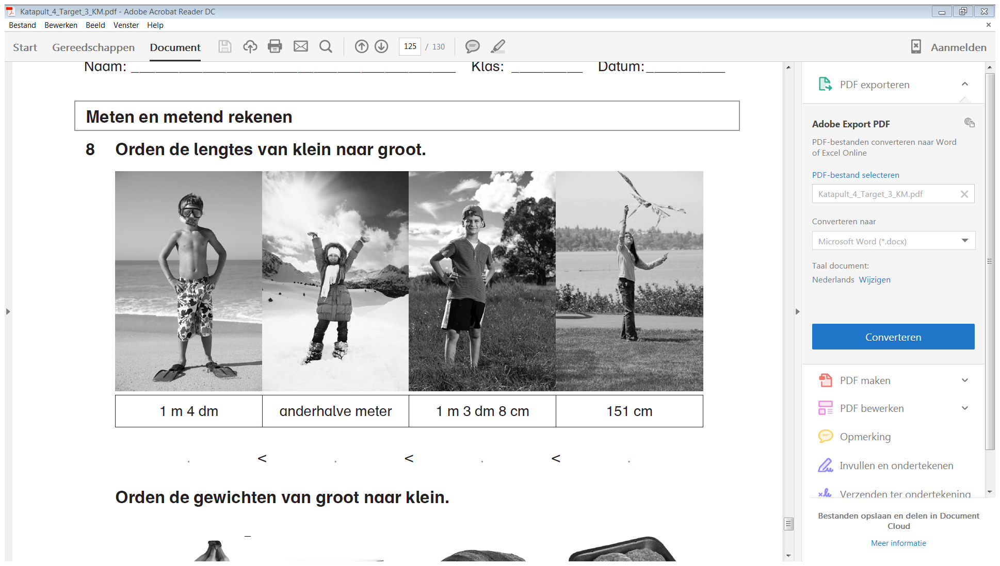 Katapult_4_Target_3_KM.pdf - Adobe Acrobat Reader DC
Bestand Bewerken Beeld Venster Help
Start Gereedschappen Document 125 / 130 Aanmelden
Naam: Klas: Datum:
Meten en metend rekenen
8 Orden de lengtes van klein naar groot.
1 m 4 dm anderhalve meter 1 m 3 dm 8 cm 151 cm
. < . < . < .
Orden de gewichten van groot naar klein.
PDF exporteren
Adobe Export PDF
PDF-bestanden converteren naar Word
of Excel Online
PDF-bestand selecteren
Katapult_4_Target_3_KM.pdf
Converteren naar
Microsoft Word (*.docx)
Taal document:
Nederlands Wijzigen
Converteren
PDF maken
PDF bewerken
Opmerking
Invullen en ondertekenen
Verzenden ter ondertekening
Bestanden opslaan en delen in Document
Cloud
Meer informatie